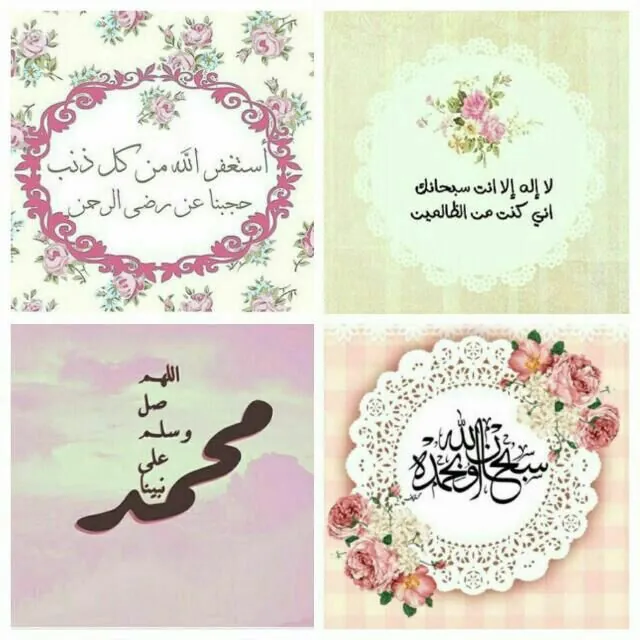 أستغفر الله من كل ذنب
حجبنا عن رضى الرحمن
لا إله إلا انت سبحانك
اني كنت من الظالمين
اللهم
صل
وسلم
على
نبينا
محمد
سبحان الله وبحمده